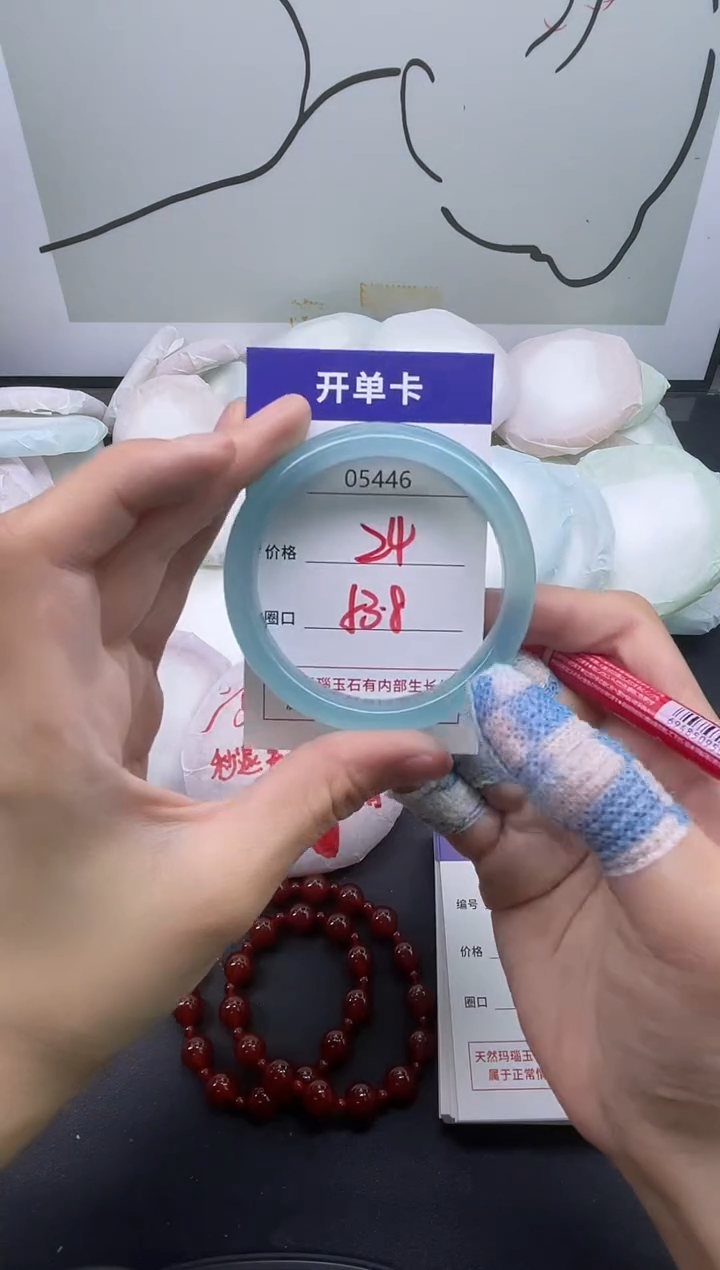 开单卡
05446
价格 24
圈口 53.8
瑙玉石有内部生长
编号
价格
圈口
天然玛瑙玉
属于正常情